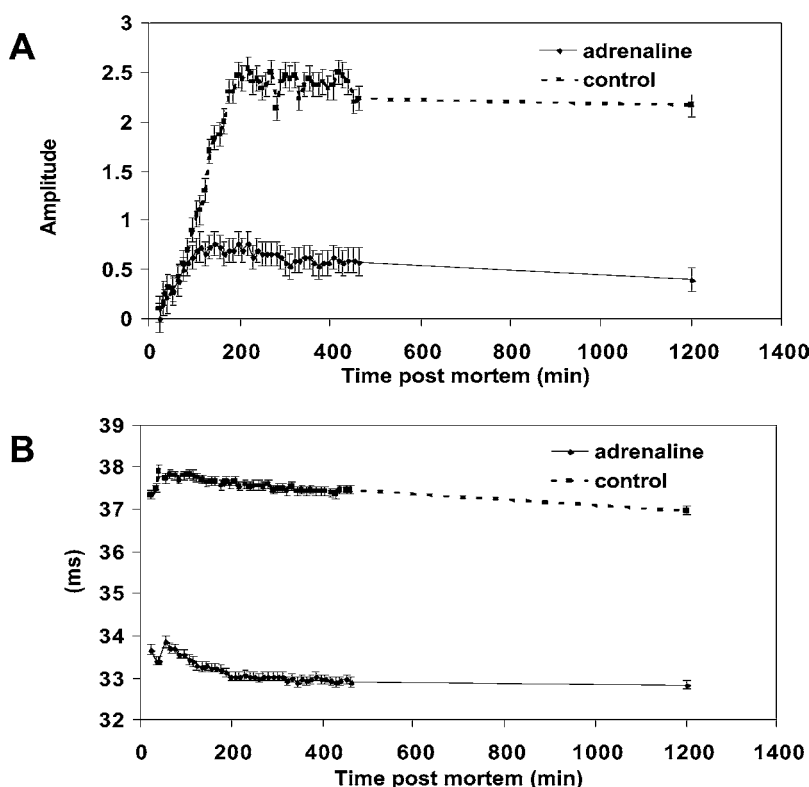 A
3
2.5
2
1.5
1
0.5
0
Amplitude
adrenaline
control
0 200 400 600 800 1000 1200 1400
Time post mortem (min)
B
39
38
37
36
35
34
33
32
(ms)
adrenaline
control
0 200 400 600 800 1000 1200 1400
Time post mortem (min)